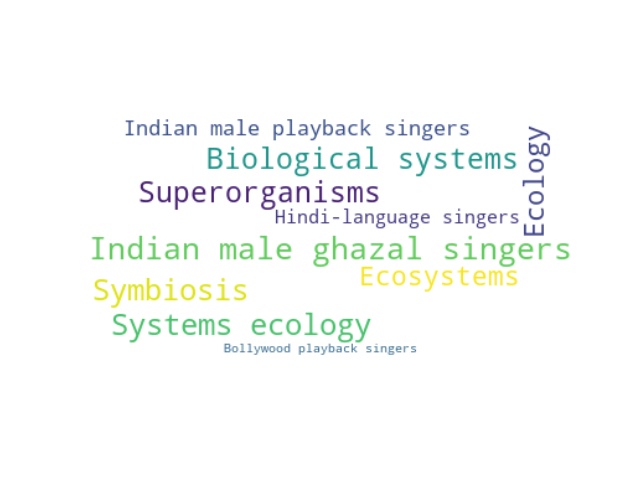 Indian male playback singers
Biological systems
Ecology
Superorganisms
Hindi-language singers
Indian male ghazal singers
Ecosystems
Symbiosis
Systems ecology
Bollywood playback singers